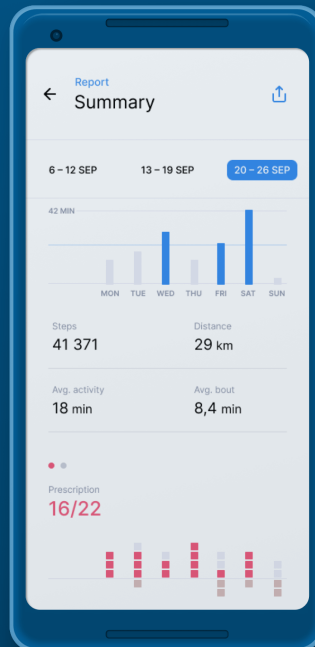 Report
Summary
6 – 12 SEP 13 – 19 SEP 20 – 26 SEP
42 MIN
MON TUE WED THU FRI SAT SUN
Steps Distance
41 371 29 km
Avg. activity Avg. bout
18 min 8,4 min
Prescription
16/22